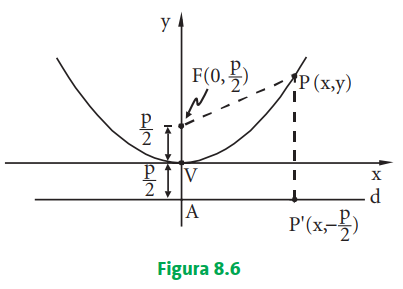 y
F(0, p/2)
P (x,y)
p/2
p/2
V
x
A
d
P'(x,-p/2)
Figura 8.6